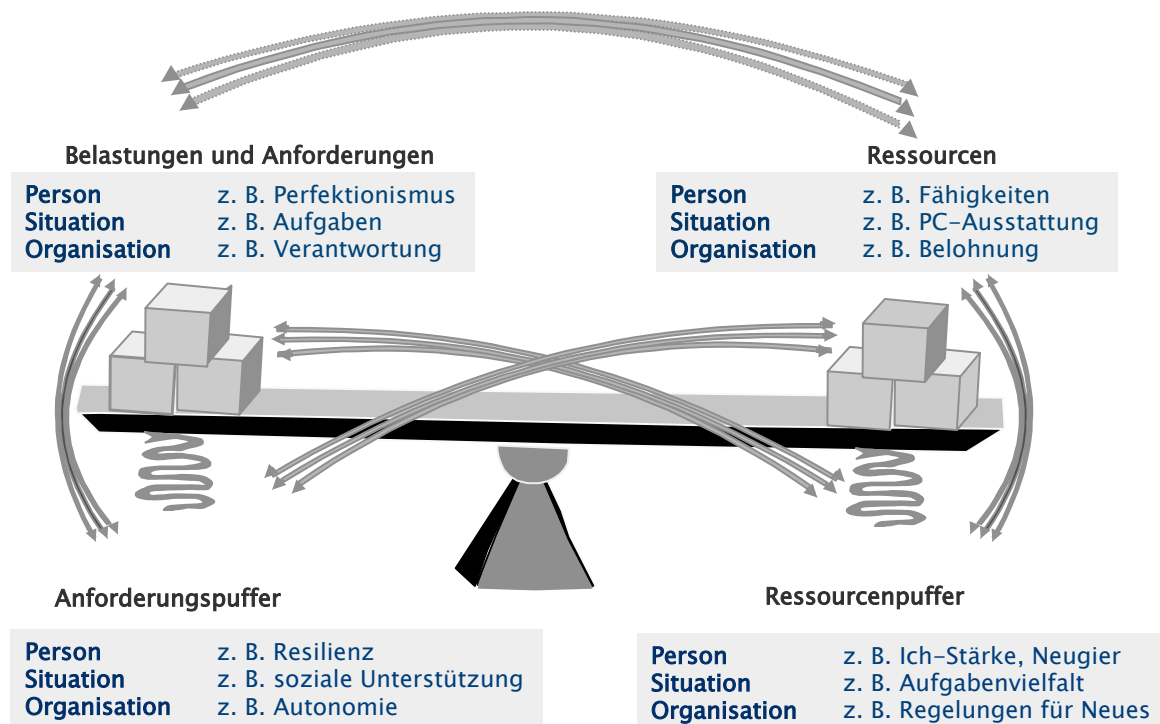 Belastungen und Anforderungen
Person z. B. Perfektionismus
Situation z. B. Aufgaben
Organisation z. B. Verantwortung
Ressourcen
Person z. B. Fähigkeiten
Situation z. B. PC-Ausstattung
Organisation z. B. Belohnung
Anforderungspuffer
Person z. B. Resilienz
Situation z. B. soziale Unterstützung
Organisation z. B. Autonomie
Ressourcenpuffer
Person z. B. Ich-Stärke, Neugier
Situation z. B. Aufgabenvielfalt
Organisation z. B. Regelungen für Neues